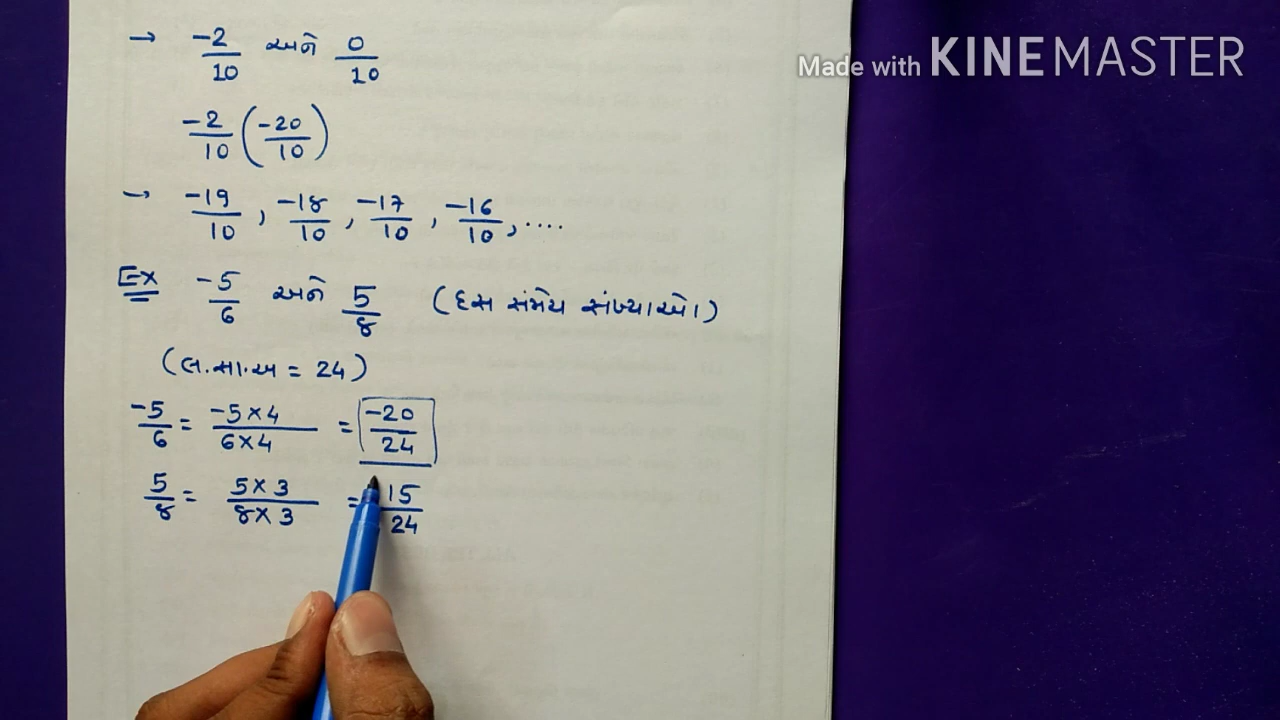 → -2/10 અને 0/10
-2/10 (-20/10)
→ -19/10, -18/10, -17/10, -16/10, ....
Ex -5/6 અને 5/8 (દસ સંમેય સંખ્યાઓ)
(લ.સા.અ = 24)
-5/6 = -5×4/6×4 = -20/24
5/8 = 5×3/8×3 = 15/24
Made with KINEMASTER